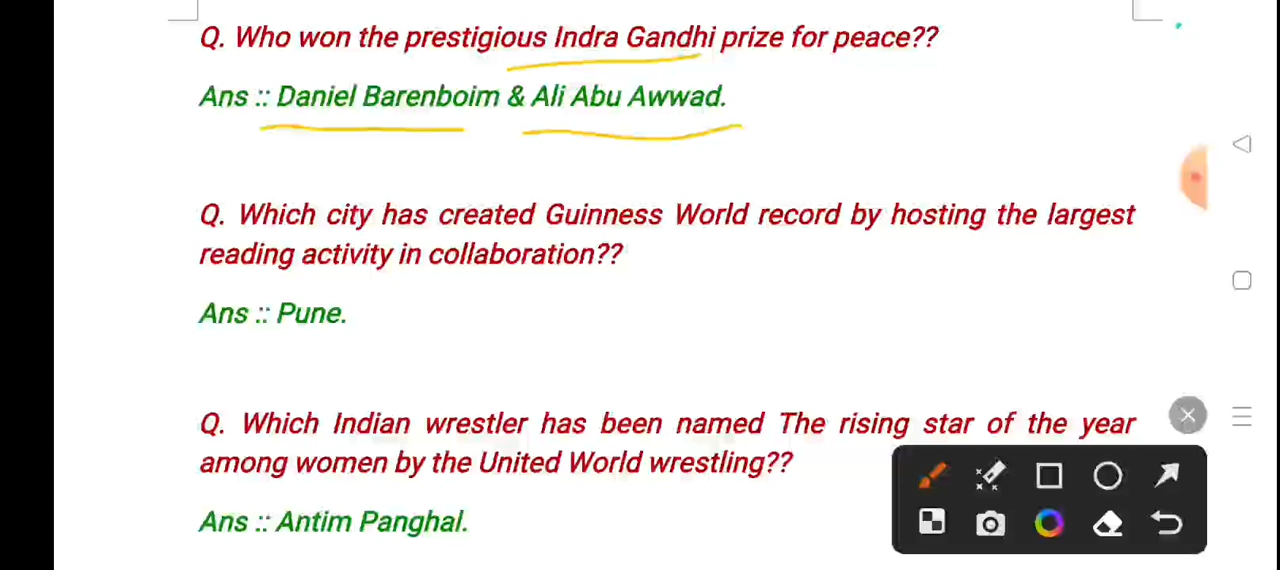 Q. Who won the prestigious Indra Gandhi prize for peace??
Ans :: Daniel Barenboim & Ali Abu Awwad.
Q. Which city has created Guinness World record by hosting the largest
reading activity in collaboration??
Ans :: Pune.
Q. Which Indian wrestler has been named The rising star of the year
among women by the United World wrestling??
Ans :: Antim Panghal.